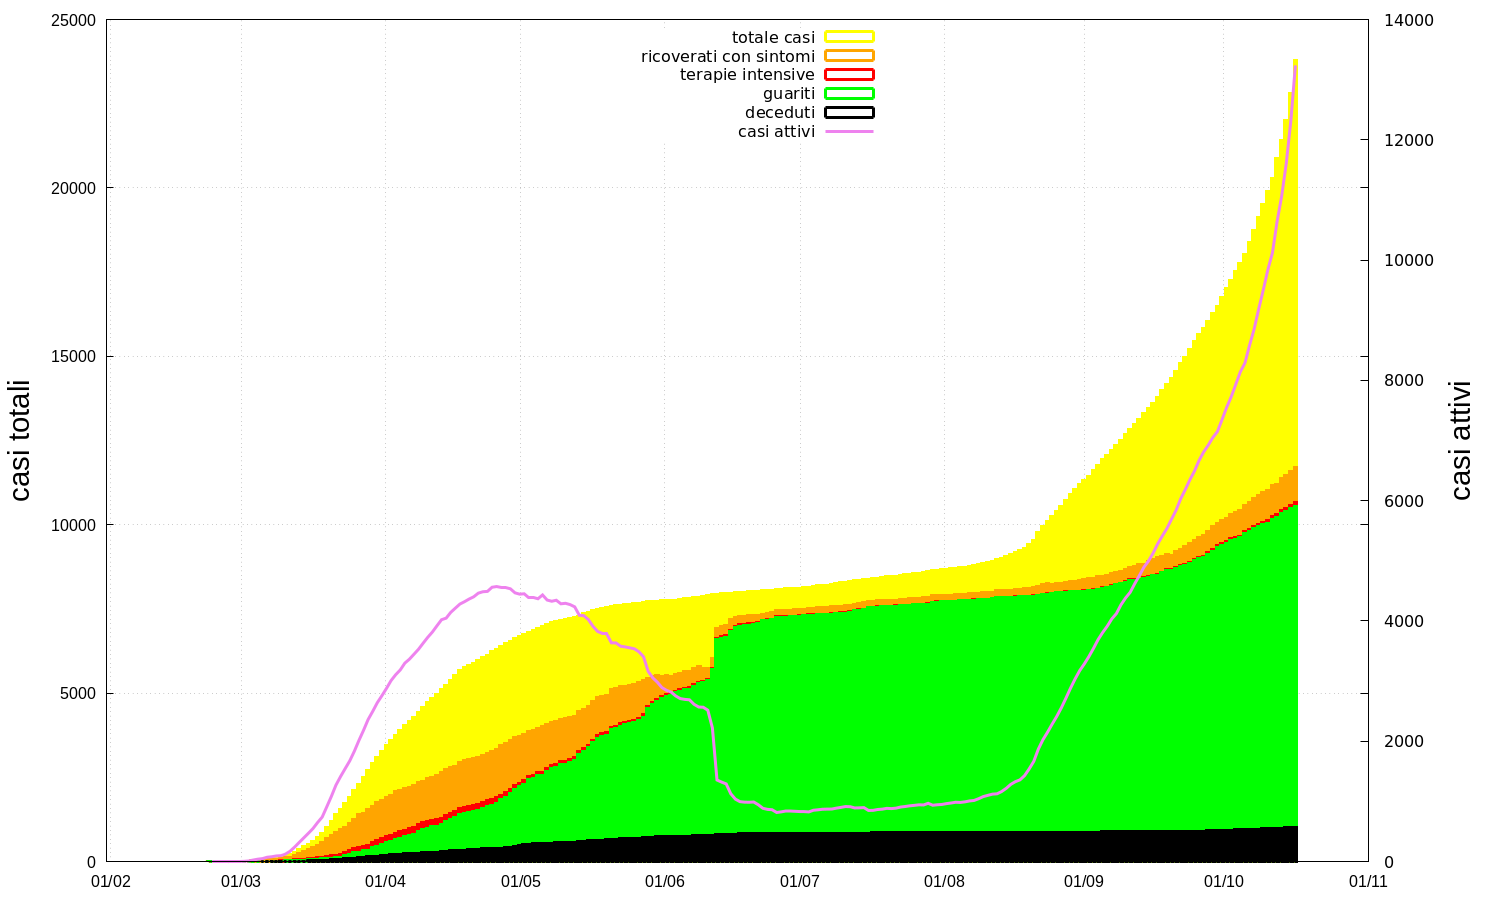 25000
20000
15000
10000
5000
0
casi totali
totale casi
ricoverati con sintomi
terapie intensive
guariti
deceduti
casi attivi
14000
12000
10000
8000
6000
4000
2000
0
casi attivi
01/02 01/03 01/04 01/05 01/06 01/07 01/08 01/09 01/10 01/11